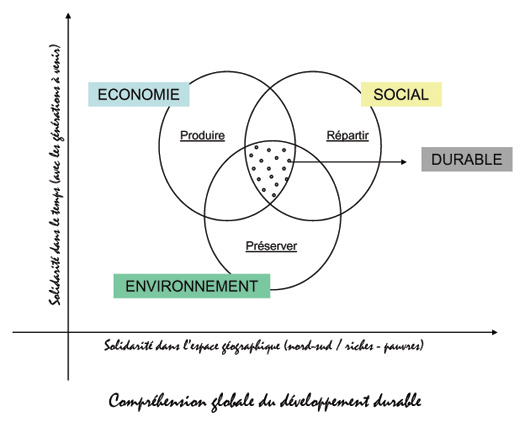 ECONOMIE
SOCIAL
Produire
Répartir
DURABLE
Préserver
ENVIRONNEMENT
Solidarité dans le temps (avec les générations à venir)
Solidarité dans l'espace géographique (nord-sud / riches - pauvres)
Compréhension globale du développement durable